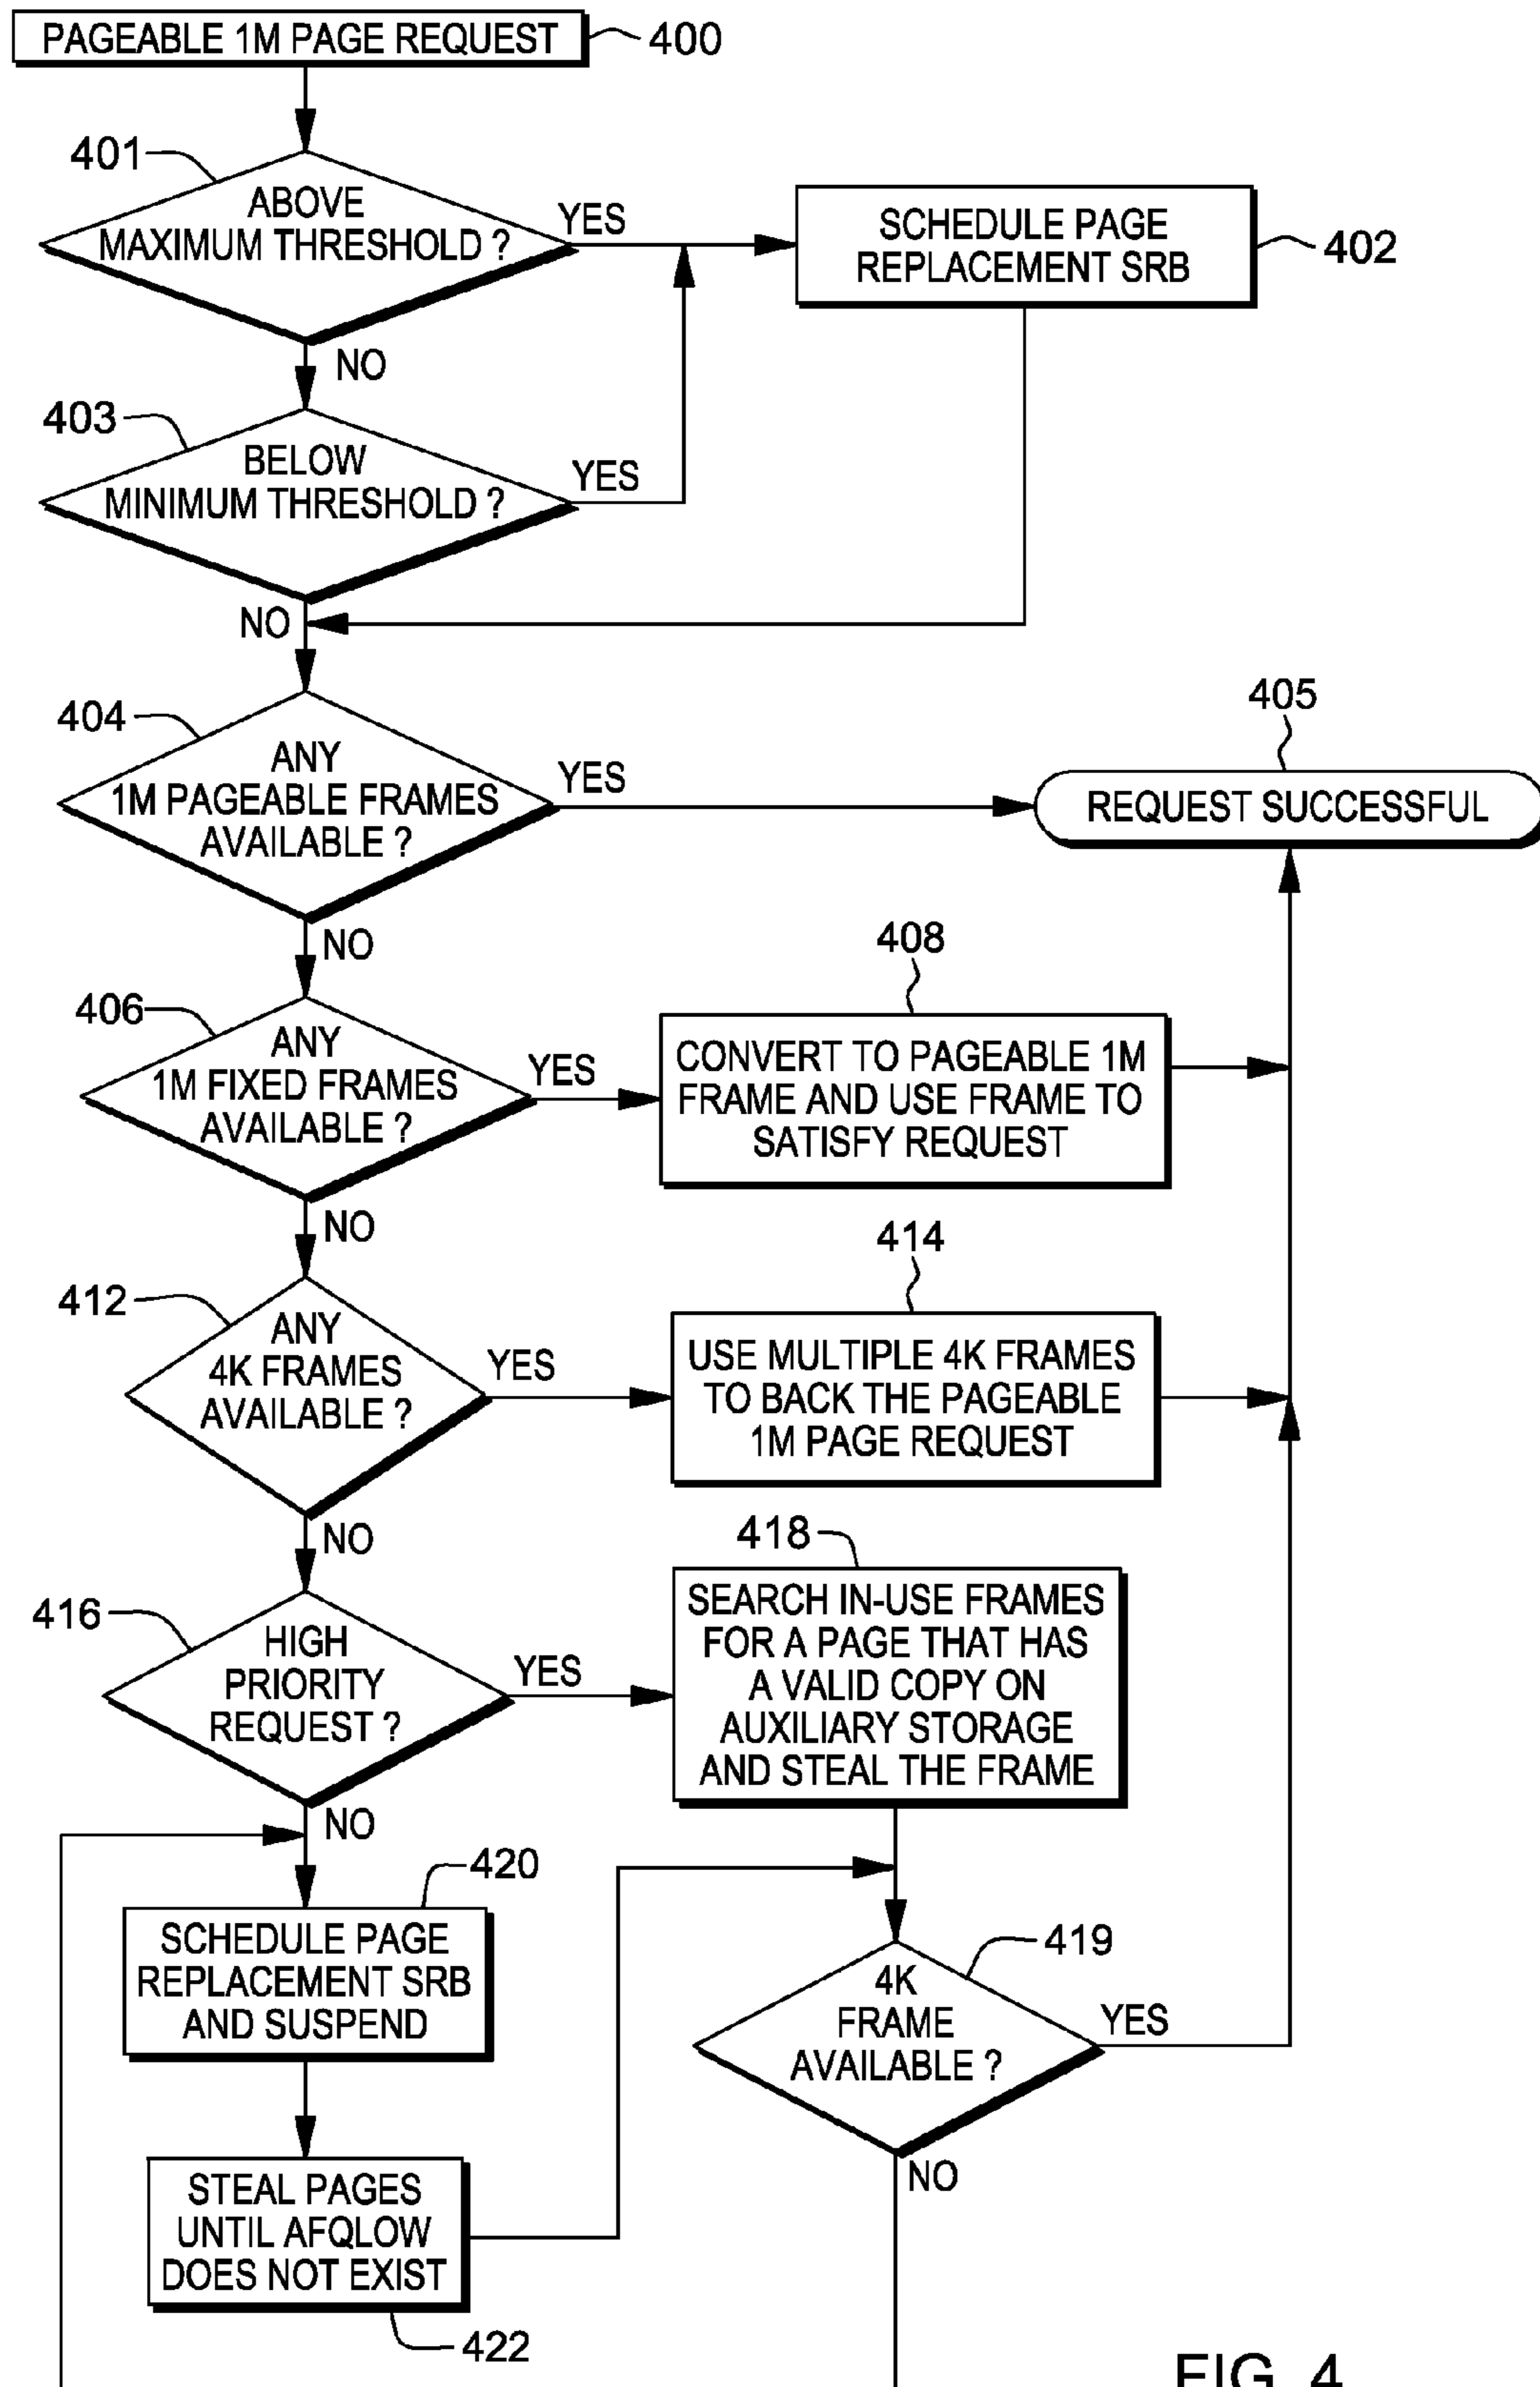 PAGEABLE 1M PAGE REQUEST
400
401
ABOVE
MAXIMUM THRESHOLD ?
YES
SCHEDULE PAGE
REPLACEMENT SRB
402
NO
403
BELOW
MINIMUM THRESHOLD ?
YES
NO
404
ANY
1M PAGEABLE FRAMES
AVAILABLE ?
YES
405
REQUEST SUCCESSFUL
NO
406
ANY
1M FIXED FRAMES
AVAILABLE ?
YES
408
CONVERT TO PAGEABLE 1M
FRAME AND USE FRAME TO
SATISFY REQUEST
NO
412
ANY
4K FRAMES
AVAILABLE ?
YES
414
USE MULTIPLE 4K FRAMES
TO BACK THE PAGEABLE
1M PAGE REQUEST
NO
416
HIGH
PRIORITY
REQUEST ?
YES
418
SEARCH IN-USE FRAMES
FOR A PAGE THAT HAS
A VALID COPY ON
AUXILIARY STORAGE
AND STEAL THE FRAME
NO
420
SCHEDULE PAGE
REPLACEMENT SRB
AND SUSPEND
419
4K
FRAME
AVAILABLE ?
YES
NO
STEAL PAGES
UNTIL AFQLOW
DOES NOT EXIST
422
FIG. 4